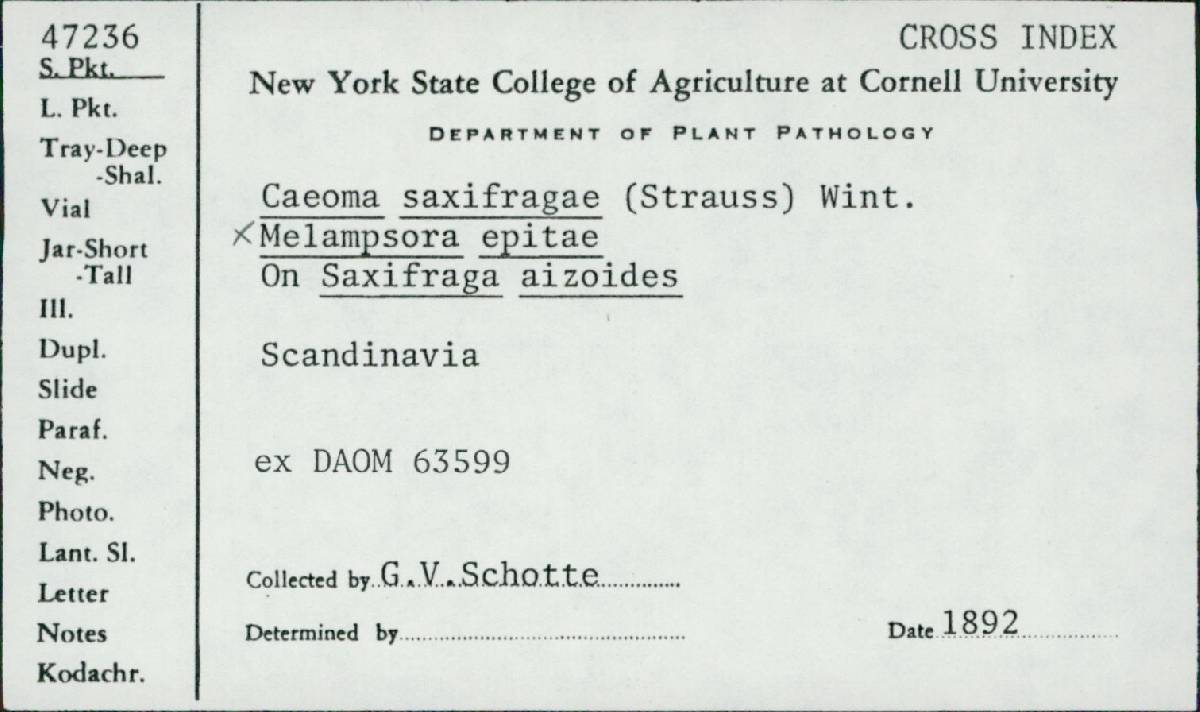 47236
S. Pkt.
L. Pkt.
Tray-Deep
-Shal.
Vial
Jar-Short
-Tall
Ill.
Dupl.
Slide
Paraf.
Neg.
Photo.
Lant. Sl.
Letter
Notes
Kodachr.
CROSS INDEX
New York State College of Agriculture at Cornell University
DEPARTMENT OF PLANT PATHOLOGY
Caeoma saxifragae (Strauss) Wint.
×Melampsora epitae
On Saxifraga aizoides
Scandinavia
ex DAOM 63599
Collected by G.V.Schotte
Determined by
Date 1892